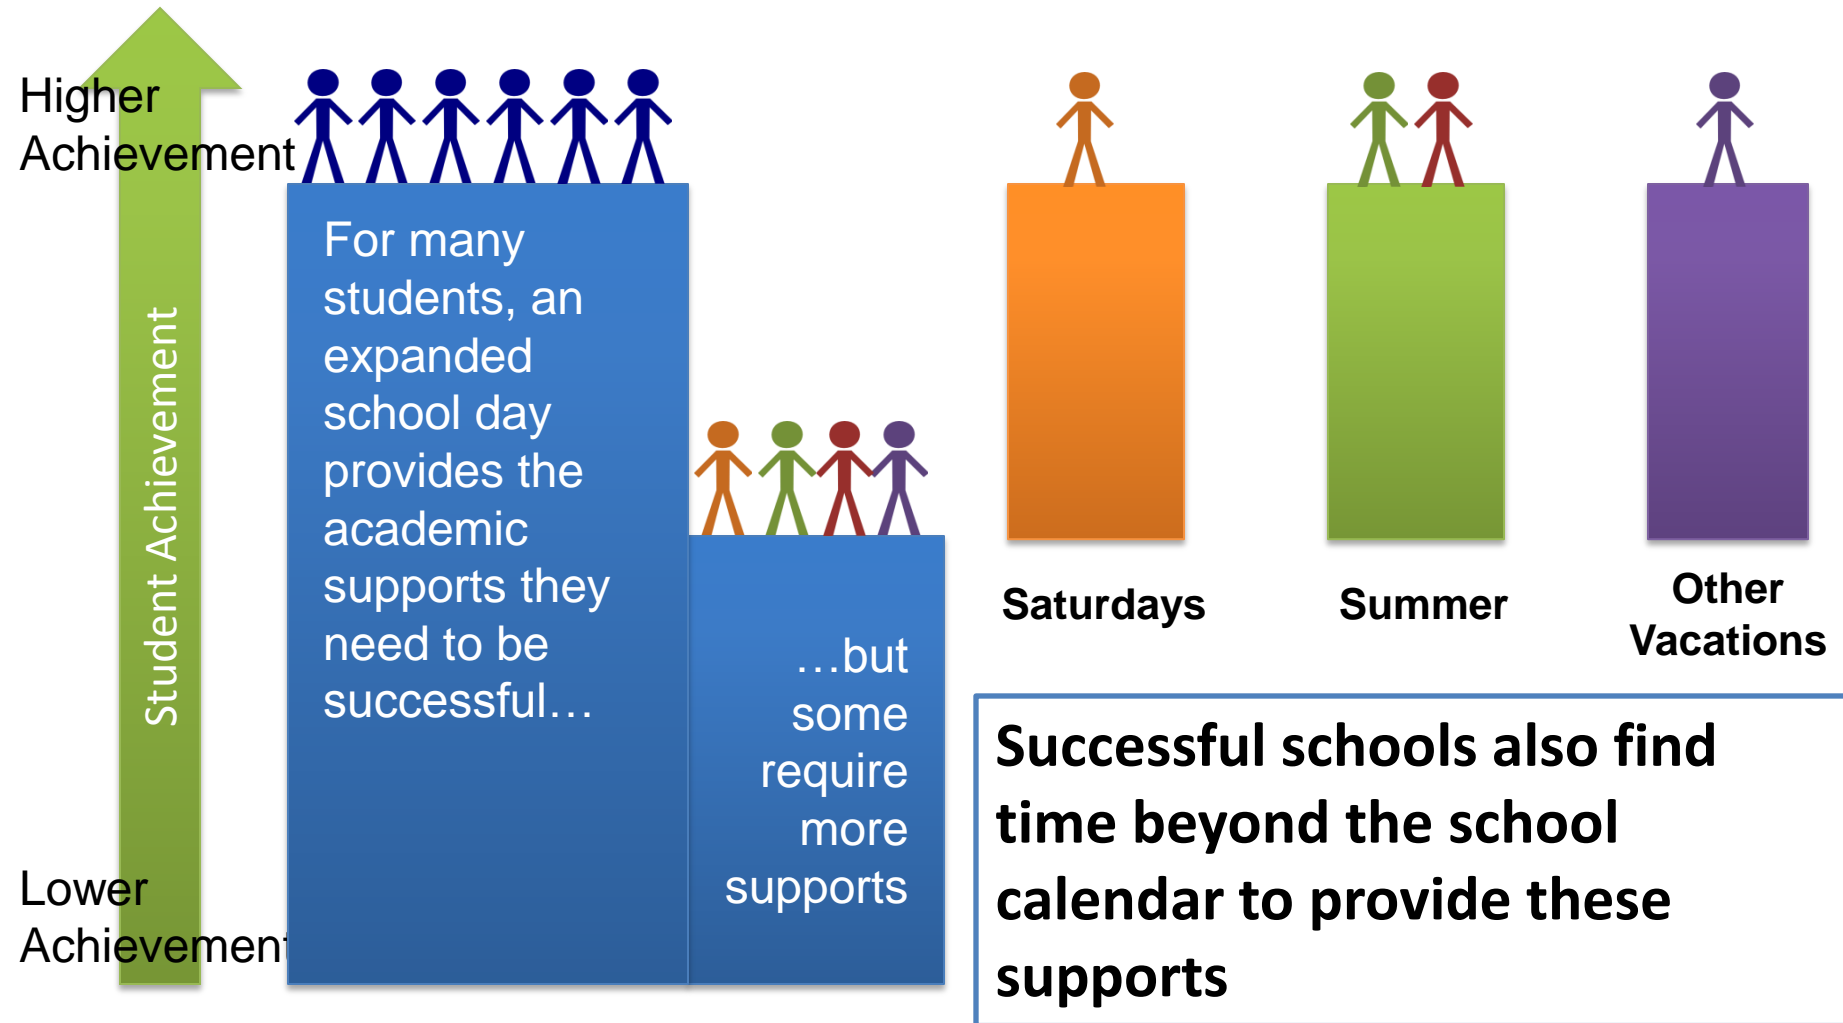 Higher
Achievement
Student Achievement
Lower
Achievement
For many
students, an
expanded
school day
provides the
academic
supports they
need to be
successful…
…but
some
require
more
supports
Saturdays
Summer
Other
Vacations
Successful schools also find
time beyond the school
calendar to provide these
supports